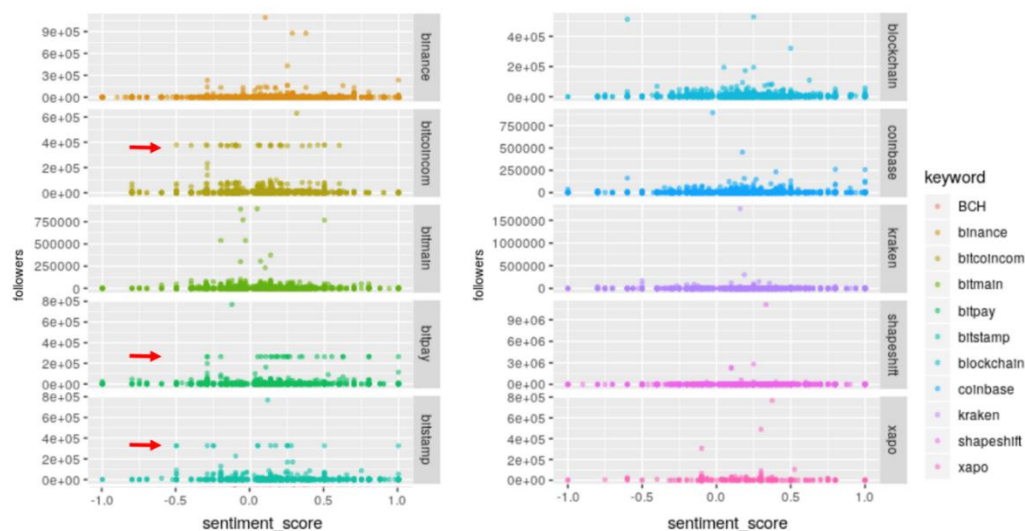 9e+05
6e+05
3e+05
0e+00
binance
6e+05
4e+05
2e+05
0e+00
bitcoincom
750000
500000
250000
0
bitmain
8e+05
6e+05
4e+05
2e+05
0e+00
bitpay
8e+05
6e+05
4e+05
2e+05
0e+00
bitstamp
followers
-1.0 -0.5 0.0 0.5 1.0
sentiment_score
4e+05
2e+05
0e+00
blockchain
750000
500000
250000
0
coinbase
1500000
1000000
500000
0
kraken
9e+06
6e+06
3e+06
0e+00
shapeshift
8e+05
6e+05
4e+05
2e+05
0e+00
xapo
followers
-1.0 -0.5 0.0 0.5 1.0
sentiment_score
keyword
BCH
binance
bitcoincom
bitmain
bitpay
bitstamp
blockchain
coinbase
kraken
shapeshift
xapo